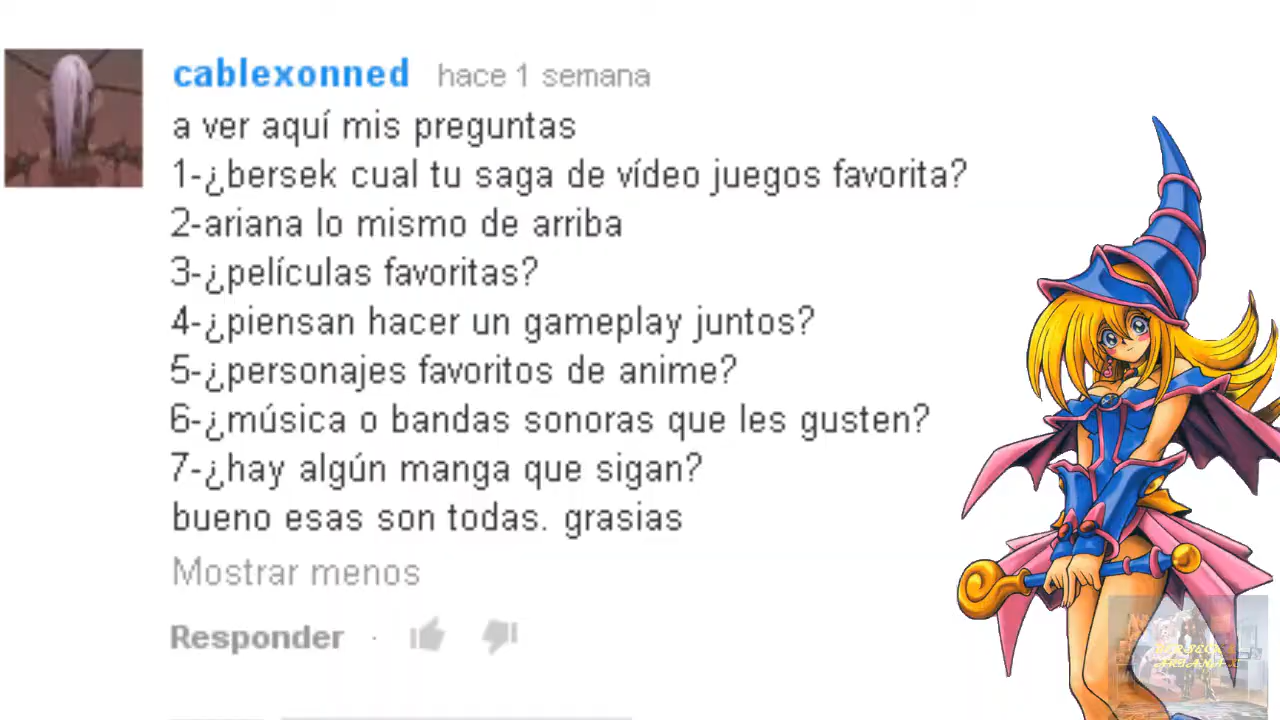 cablexonned hace 1 semana
a ver aquí mis preguntas
1-¿bersek cual tu saga de vídeo juegos favorita?
2-ariana lo mismo de arriba
3-¿películas favoritas?
4-¿piensan hacer un gameplay juntos?
5-¿personajes favoritos de anime?
6-¿música o bandas sonoras que les gusten?
7-¿hay algún manga que sigan?
bueno esas son todas. grasias
Mostrar menos
Responder ·